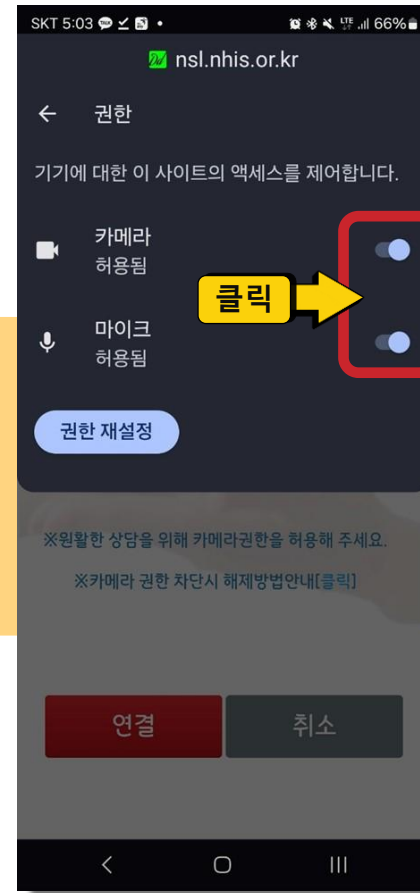 SKT 5:03
LTE 66%
nsl.nhis.or.kr
권한
기기에 대한 이 사이트의 액세스를 제어합니다.
카메라
허용됨
클릭
마이크
허용됨
권한 재설정
※원활한 상담을 위해 카메라권한을 허용해 주세요.
※카메라 권한 차단시 해제방법안내[클릭]
연결
취소